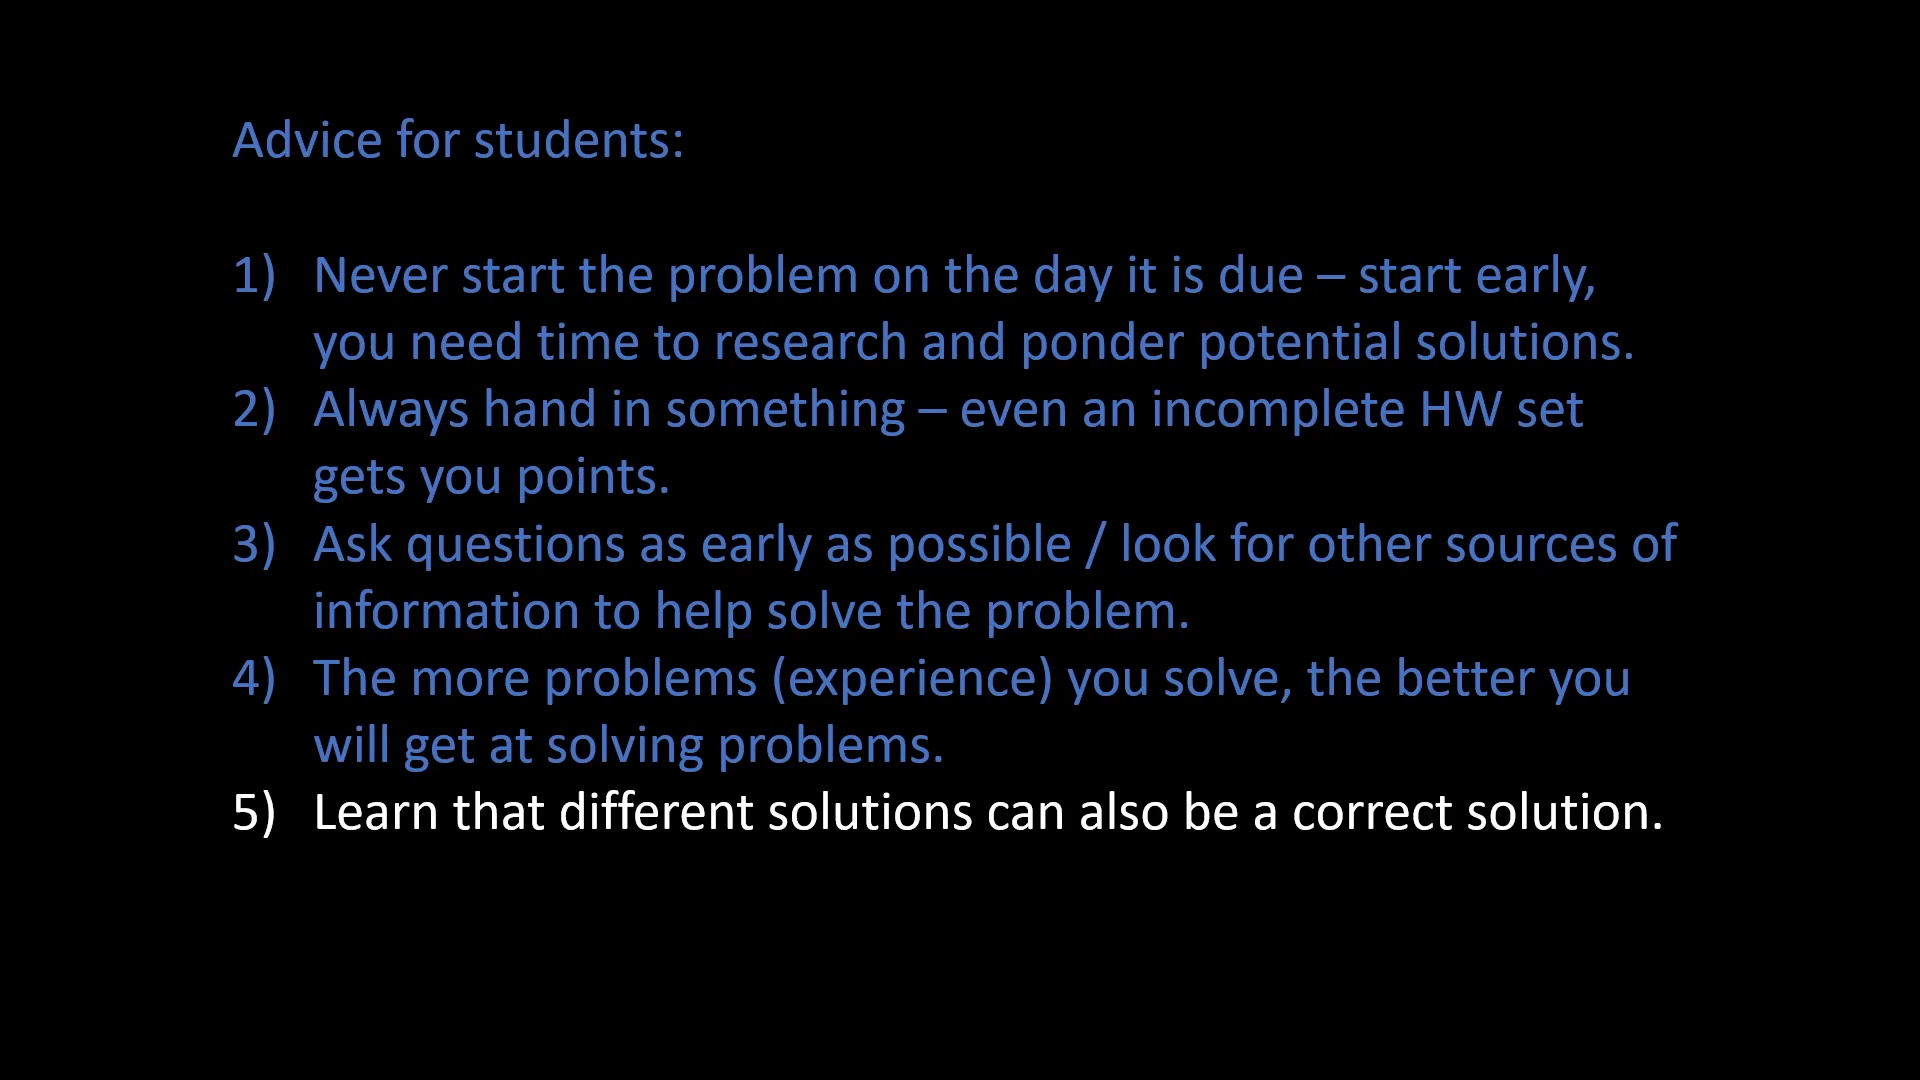 Advice for students:
1) Never start the problem on the day it is due – start early,
you need time to research and ponder potential solutions.
2) Always hand in something – even an incomplete HW set
gets you points.
3) Ask questions as early as possible / look for other sources of
information to help solve the problem.
4) The more problems (experience) you solve, the better you
will get at solving problems.
5) Learn that different solutions can also be a correct solution.